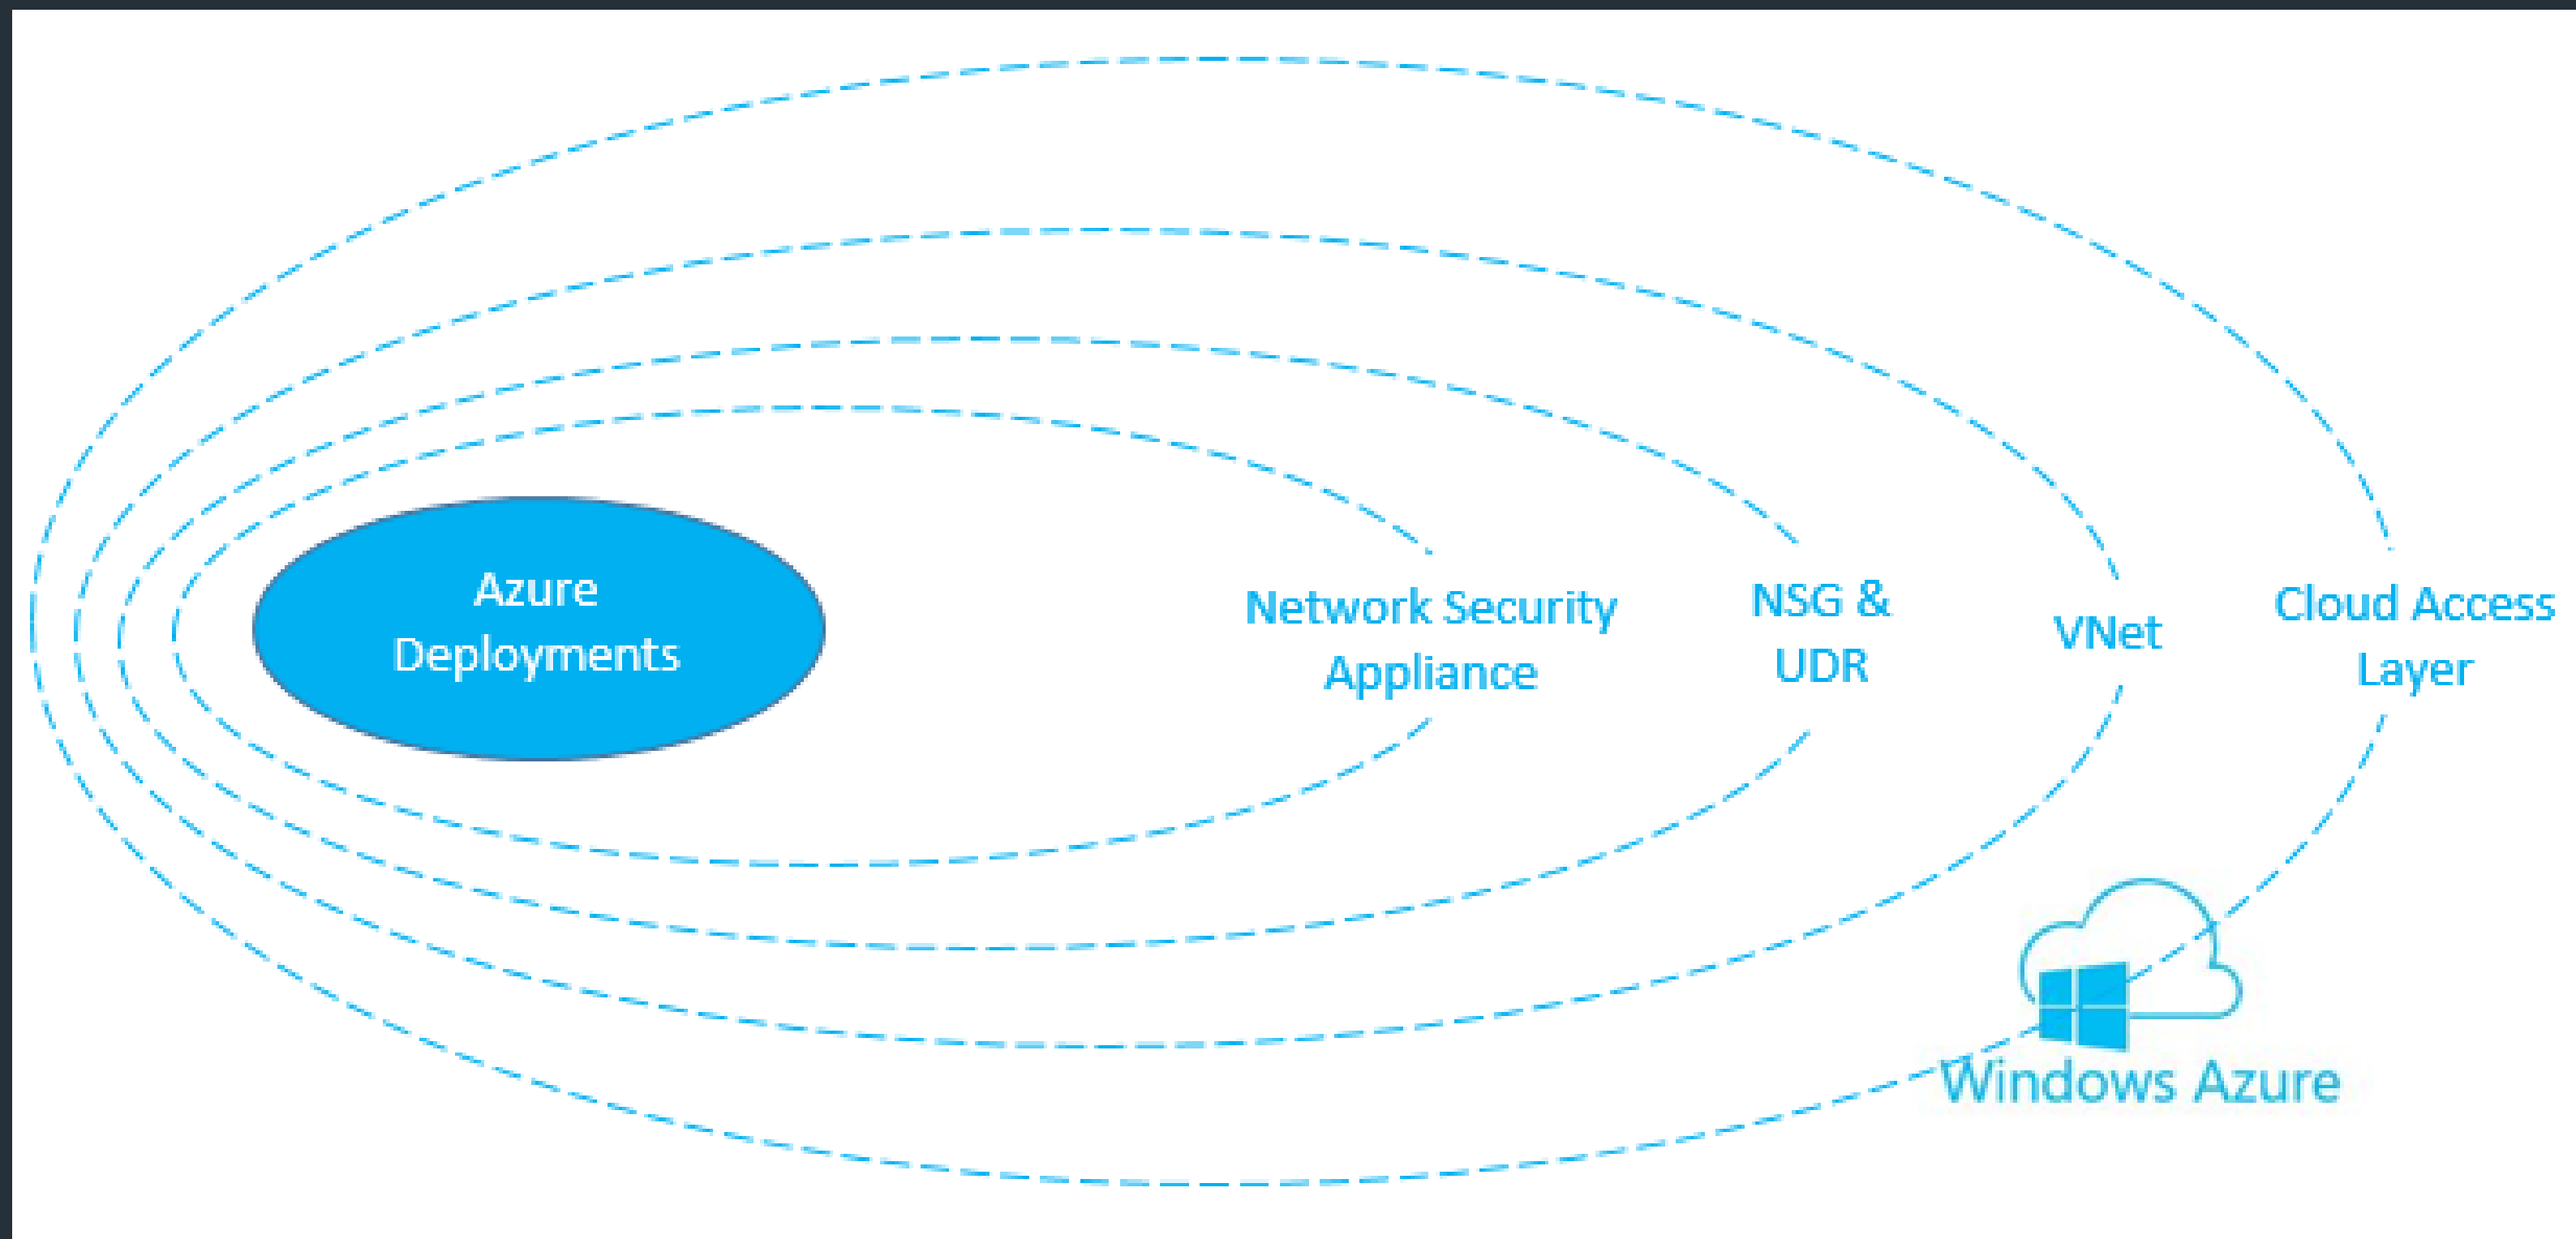 Azure
Deployments
Network Security
Appliance
NSG &
UDR
VNet
Cloud Access
Layer
Windows Azure